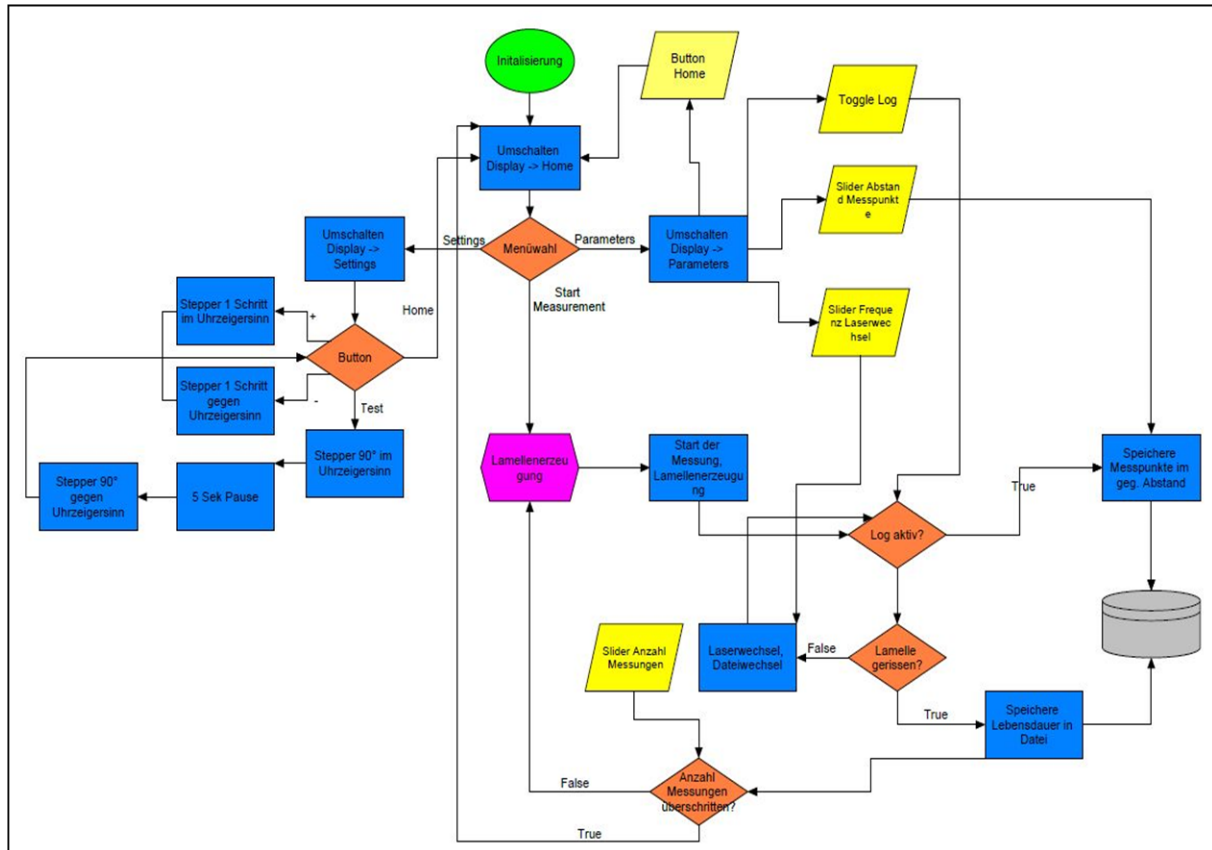 Initalisierung
Button
Home
Toggle Log
Umschalten
Display -> Home
Slider Abstan
d Messpunkt
e
Umschalten
Display ->
Settings
Settings
Menüwahl
Parameters
Umschalten
Display ->
Parameters
Stepper 1 Schritt
im Uhrzeigersinn
+
Home
Start
Measurement
Slider Freque
nz Laserwec
hsel
Button
Stepper 1 Schritt
gegen
Uhrzeigersinn
-
Test
Stepper 90° im
Uhrzeigersinn
Stepper 90°
gegen
Uhrzeigersinn
5 Sek Pause
Lamellenerzeu
gung
Start der
Messung,
Lamellenerzeugu
ng
Speichere
Messpunkte im
geg. Abstand
True
Log aktiv?
Slider Anzahl
Messungen
Laserwechsel,
Dateiwechsel
False
Lamelle
gerissen?
True
Speichere
Lebensdauer in
Datei
False
Anzahl
Messungen
überschritten?
True